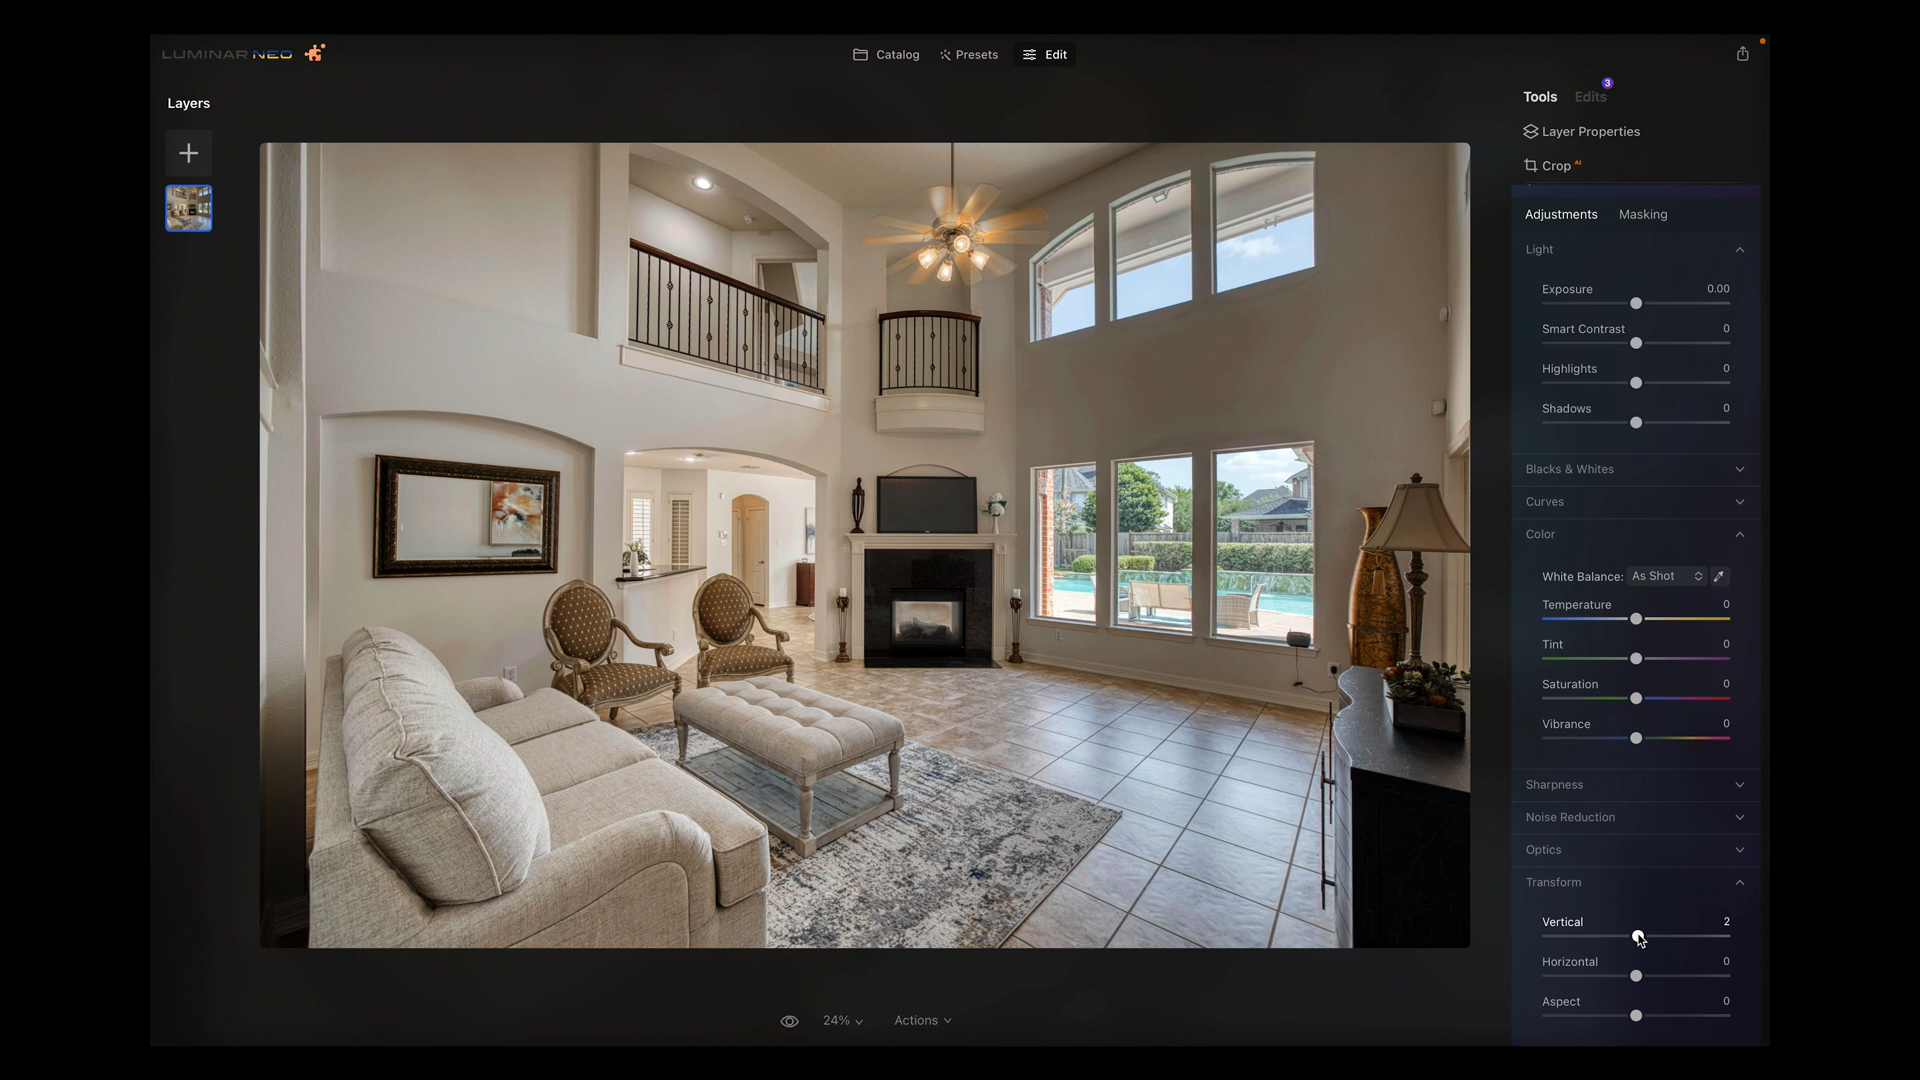 LUMINAR NEO
Catalog
Presets
Edit
Layers
Tools
Edits
3
Layer Properties
Crop AI
Adjustments
Masking
Light
Exposure 0.00
Smart Contrast 0
Highlights 0
Shadows 0
Blacks & Whites
Curves
Color
White Balance: As Shot
Temperature 0
Tint 0
Saturation 0
Vibrance 0
Sharpness
Noise Reduction
Optics
Transform
Vertical 2
Horizontal 0
Aspect 0
24%
Actions